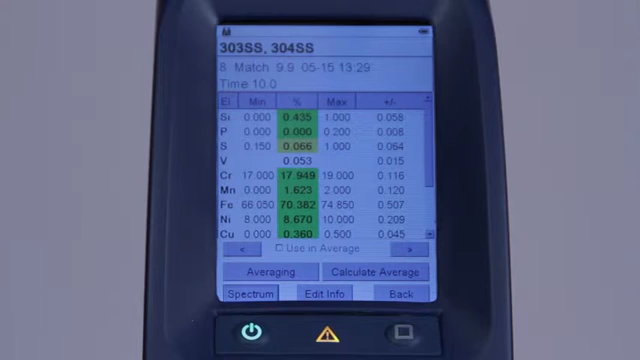 303SS, 304SS
8 Match 9.9 05-15 13:29
Time 10.0
El Min % Max +/-
Si 0.000 0.435 1.000 0.058
P 0.000 0.000 0.200 0.008
S 0.150 0.066 1.000 0.064
V 0.053 0.015
Cr 17.000 17.949 19.000 0.116
Mn 0.000 1.623 2.000 0.120
Fe 66.050 70.382 74.850 0.507
Ni 8.000 8.670 10.000 0.209
Cu 0.000 0.360 0.500 0.045
< Use in Average >
Averaging Calculate Average
Spectrum Edit Info Back